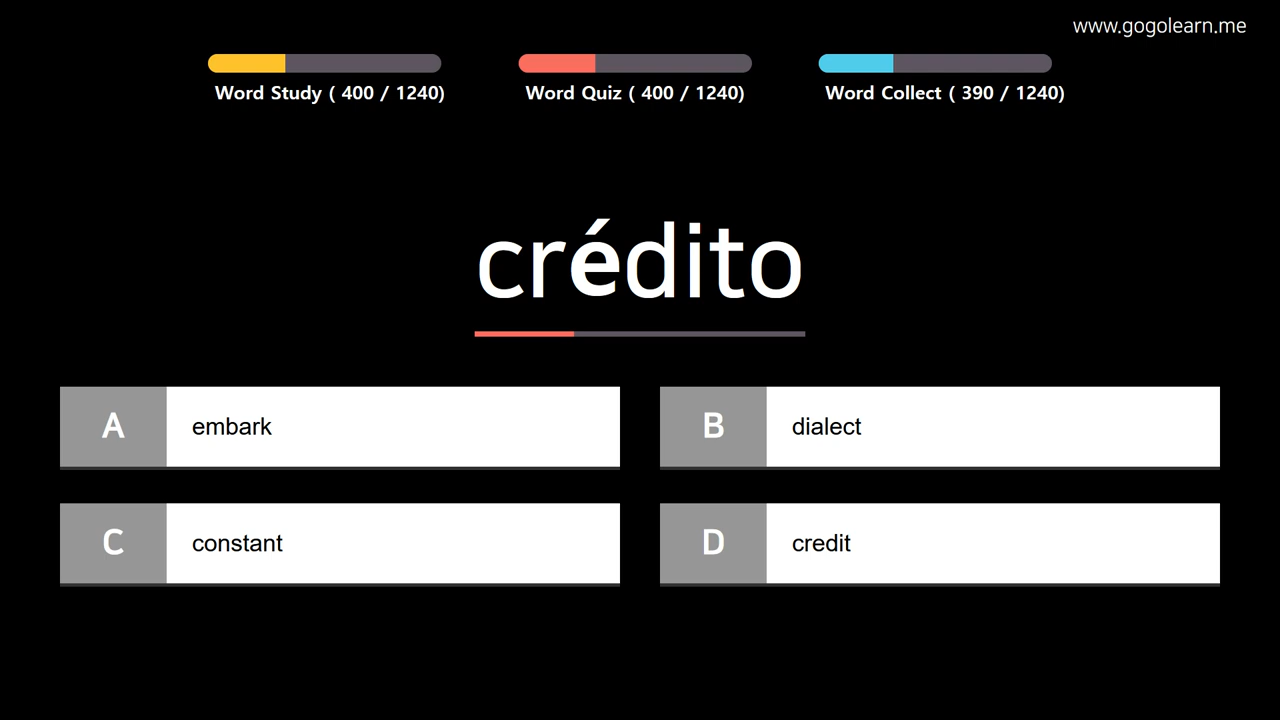 www.gogolearn.me
Word Study ( 400 / 1240)
Word Quiz ( 400 / 1240)
Word Collect ( 390 / 1240)
crédito
A embark
B dialect
C constant
D credit